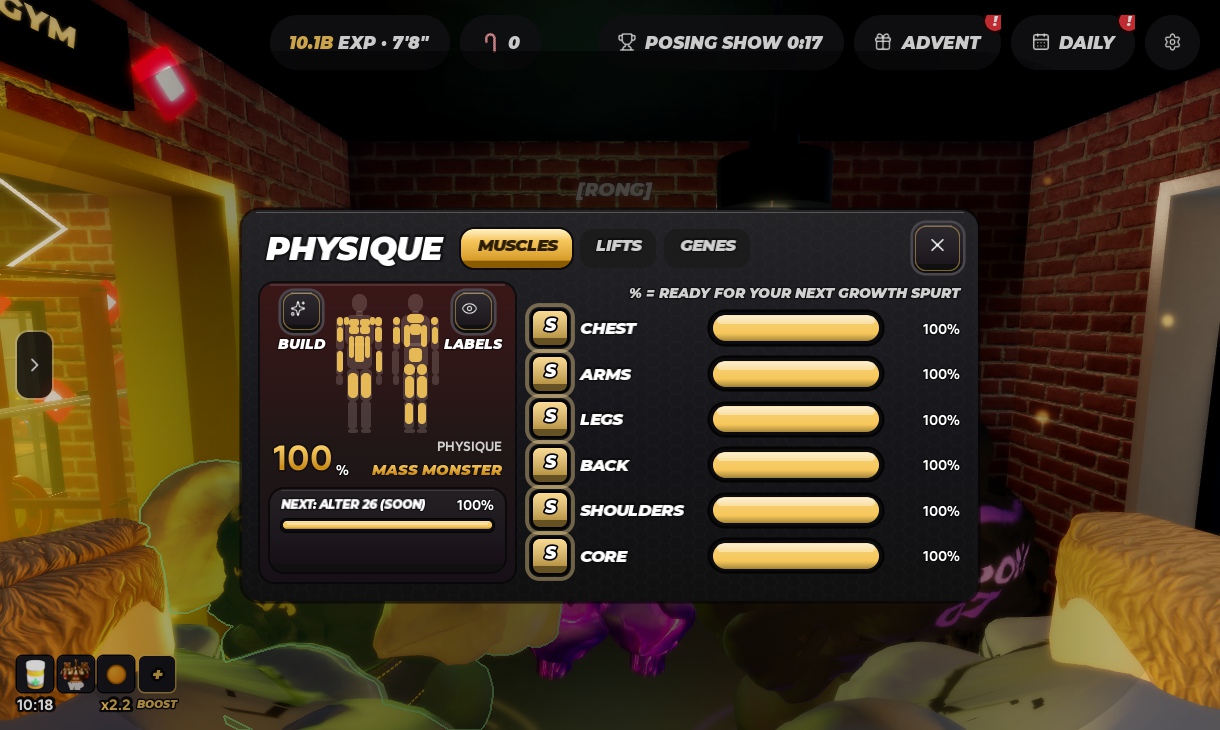 GYM
10.1B EXP · 7'8"
0
POSING SHOW 0:17
ADVENT
!
DAILY
!
[RONG]
PHYSIQUE
MUSCLES
LIFTS
GENES
% = READY FOR YOUR NEXT GROWTH SPURT
BUILD
LABELS
100 %
PHYSIQUE
MASS MONSTER
NEXT: ALTER 26 (SOON) 100%
S CHEST 100%
S ARMS 100%
S LEGS 100%
S BACK 100%
S SHOULDERS 100%
S CORE 100%
10:18
x2.2
BOOST